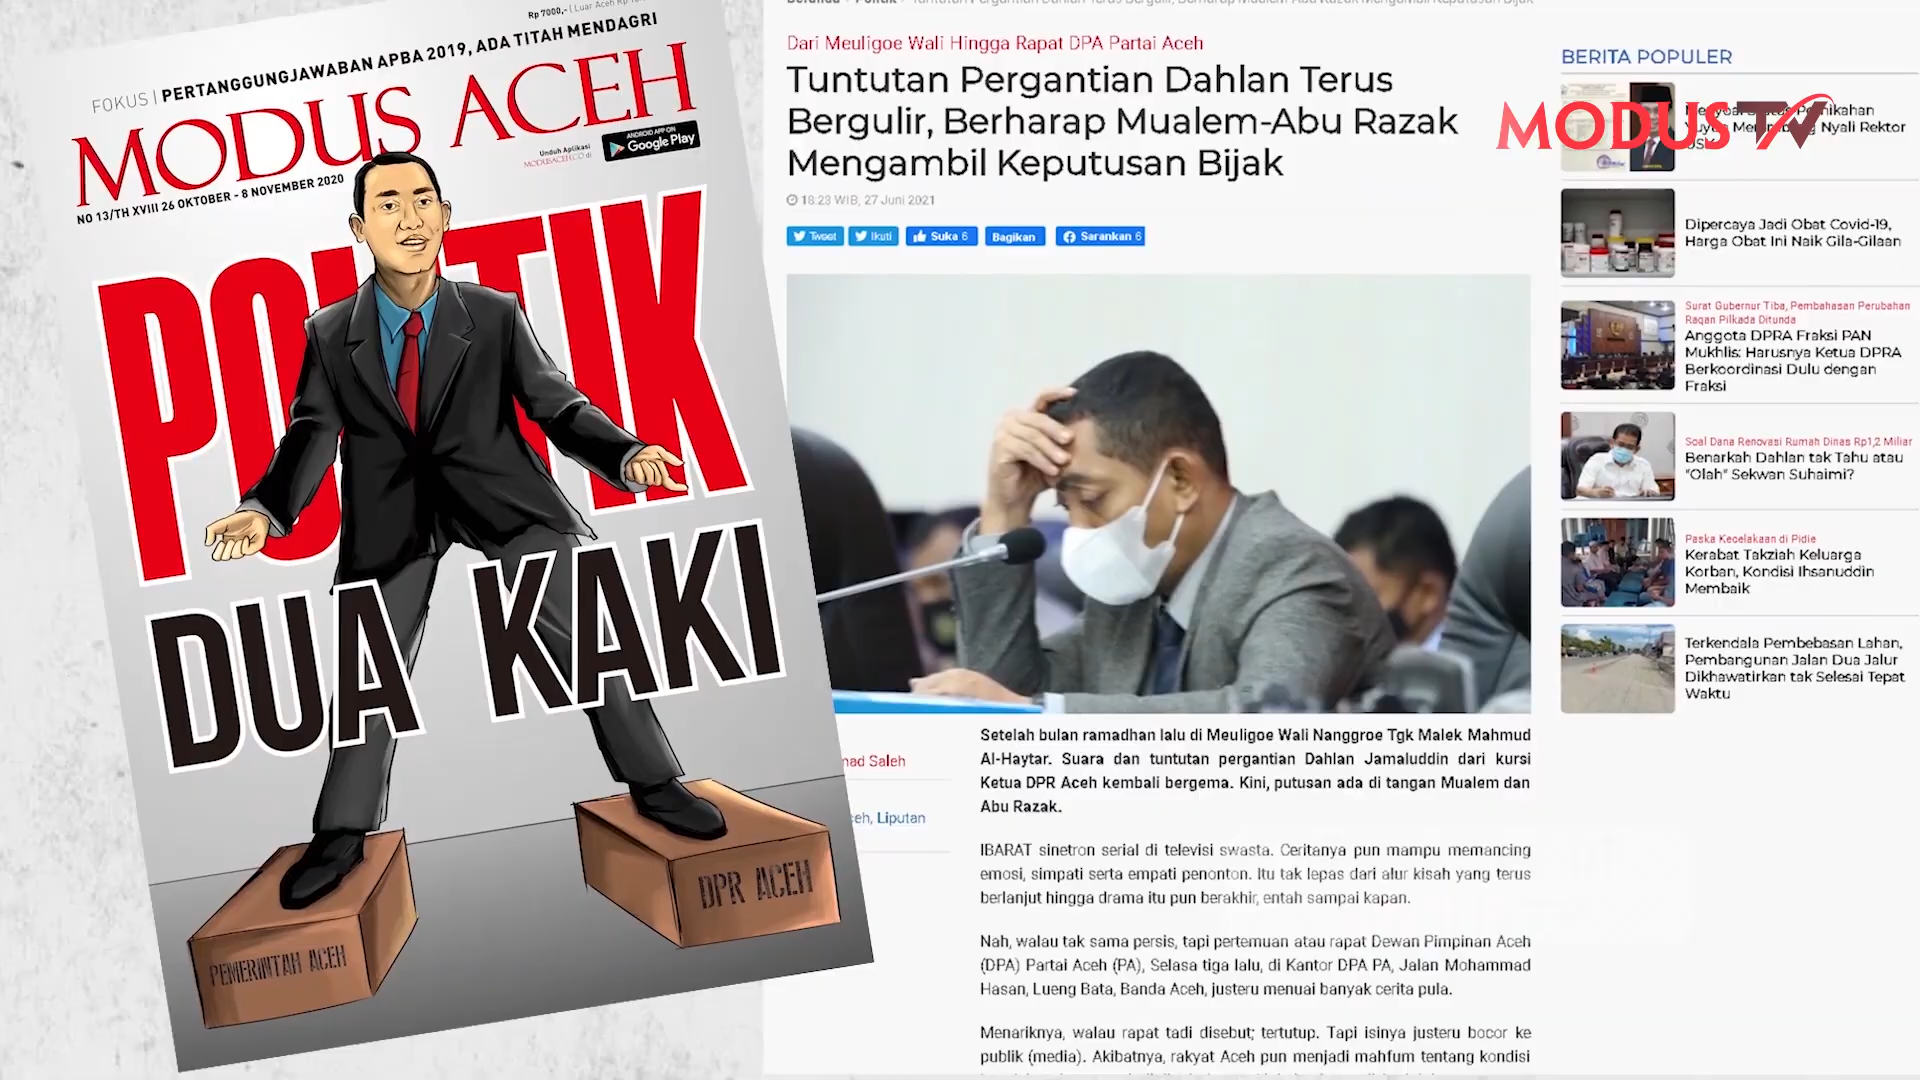 Rp 7000,-
FOKUS | PERTANGGUNGJAWABAN APBA 2019, ADA TITAH MENDAGRI
MODUS ACEH
Unduh Aplikasi
MODUSACEH.CO di
ANDROID APP ON
Google Play
NO 13/TH XVIII 26 OKTOBER - 8 NOVEMBER 2020
POLITIK
DUA KAKI
PEMERINTAH ACEH
DPR ACEH
Dari Meuligoe Wali Hingga Rapat DPA Partai Aceh
Tuntutan Pergantian Dahlan Terus
Bergulir, Berharap Mualem-Abu Razak
Mengambil Keputusan Bijak
18:23 WIB, 27 Juni 2021
Tweet
Ikuti
Suka 6
Bagikan
Sarankan 6
Saleh
Liputan
Setelah bulan ramadhan lalu di Meuligoe Wali Nanggroe Tgk Malek Mahmud
Al-Haytar. Suara dan tuntutan pergantian Dahlan Jamaluddin dari kursi
Ketua DPR Aceh kembali bergema. Kini, putusan ada di tangan Mualem dan
Abu Razak.
IBARAT sinetron serial di televisi swasta. Ceritanya pun mampu memancing
emosi, simpati serta empati penonton. Itu tak lepas dari alur kisah yang terus
berlanjut hingga drama itu pun berakhir, entah sampai kapan.
Nah, walau tak sama persis, tapi pertemuan atau rapat Dewan Pimpinan Aceh
(DPA) Partai Aceh (PA), Selasa tiga lalu, di Kantor DPA PA, Jalan Mohammad
Hasan, Lueng Bata, Banda Aceh, justeru menuai banyak cerita pula.
Menariknya, walau rapat tadi disebut; tertutup. Tapi isinya justeru bocor ke
publik (media). Akibatnya, rakyat Aceh pun menjadi mahfum tentang kondisi
BERITA POPULER
MODUS TV
Nyali Rektor
Dipercaya Jadi Obat Covid-19,
Harga Obat Ini Naik Gila-Gilaan
Surat Gubernur Tiba, Pembahasan Perubahan
Raqan Pilkada Ditunda
Anggota DPRA Fraksi PAN
Mukhlis: Harusnya Ketua DPRA
Berkoordinasi Dulu dengan
Fraksi
Soal Dana Renovasi Rumah Dinas Rp1,2 Miliar
Benarkah Dahlan tak Tahu atau
"Olah" Sekwan Suhaimi?
Paska Kecelakaan di Pidie
Kerabat Takziah Keluarga
Korban, Kondisi Ihsanuddin
Membaik
Terkendala Pembebasan Lahan,
Pembangunan Jalan Dua Jalur
Dikhawatirkan tak Selesai Tepat
Waktu